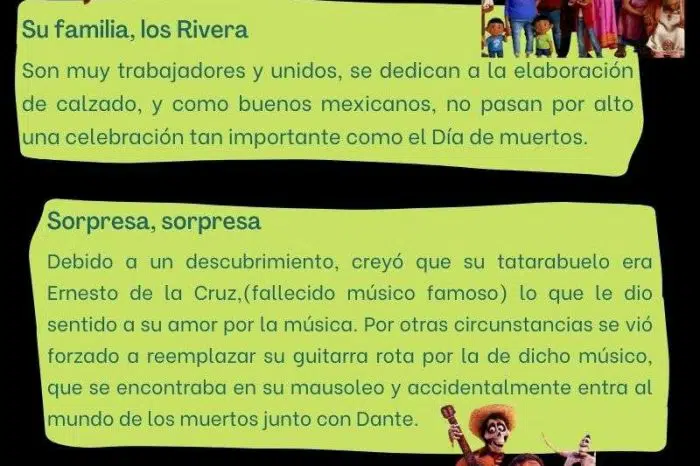 Su familia, los Rivera
Son muy trabajadores y unidos, se dedican a la elaboración
de calzado, y como buenos mexicanos, no pasan por alto
una celebración tan importante como el Día de muertos.
Sorpresa, sorpresa
Debido a un descubrimiento, creyó que su tatarabuelo era
Ernesto de la Cruz,(fallecido músico famoso) lo que le dio
sentido a su amor por la música. Por otras circunstancias se vió
forzado a reemplazar su guitarra rota por la de dicho músico,
que se encontraba en su mausoleo y accidentalmente entra al
mundo de los muertos junto con Dante.